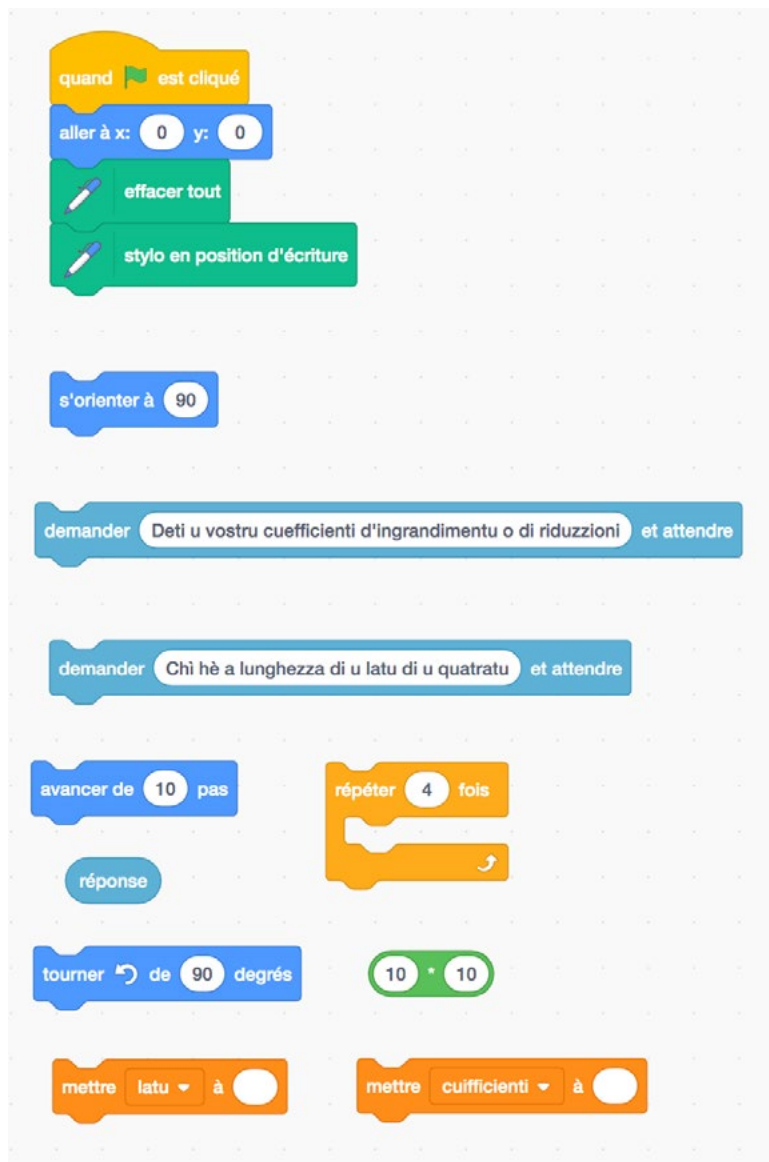 quand est cliqué
aller à x: 0 y: 0
effacer tout
stylo en position d'écriture
s'orienter à 90
demander Deti u vostru cuefficienti d'ingrandimentu o di riduzzioni et attendre
demander Chì hè a lunghezza di u latu di u quatratu et attendre
avancer de 10 pas
répéter 4 fois
réponse
tourner de 90 degrés
10 * 10
mettre latu à
mettre cuifficienti à